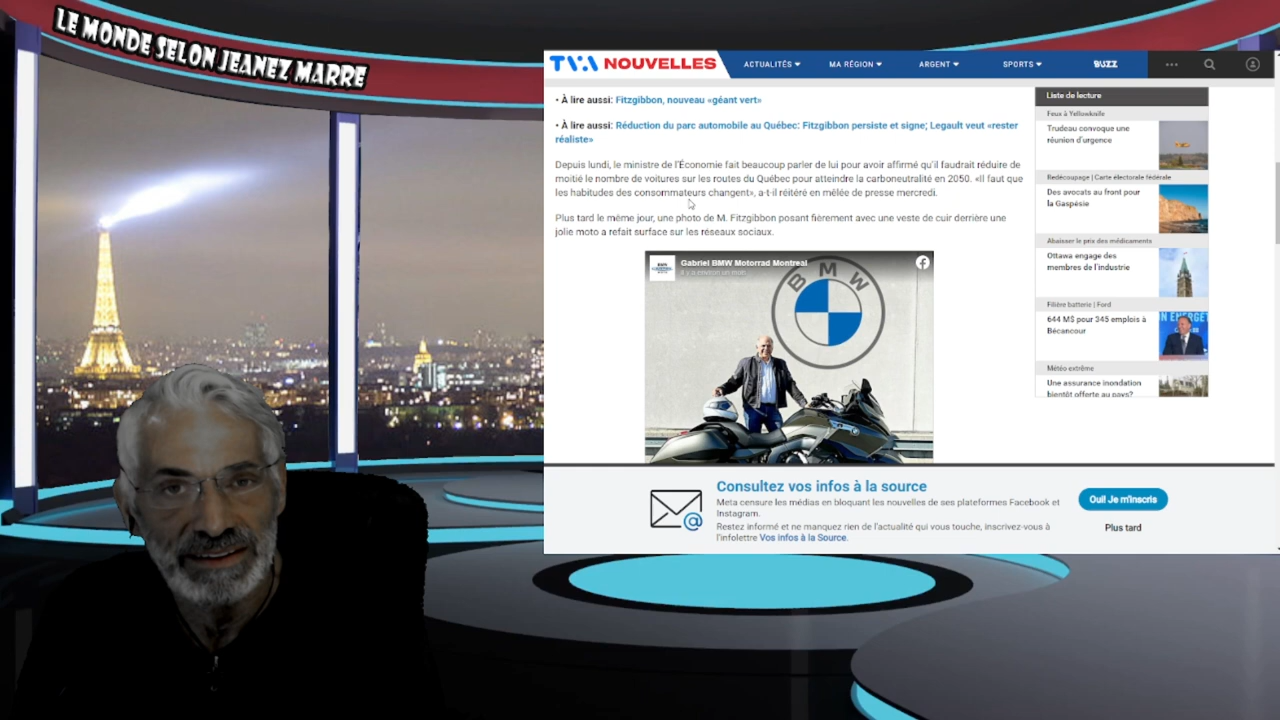 LE MONDE SELON JEANEZ MARRE
TVA NOUVELLES
ACTUALITÉS
MA RÉGION
ARGENT
SPORTS
BUZZ
• À lire aussi: Fitzgibbon, nouveau «géant vert»
• À lire aussi: Réduction du parc automobile au Québec: Fitzgibbon persiste et signe; Legault veut «rester
réaliste»
Depuis lundi, le ministre de l'Économie fait beaucoup parler de lui pour avoir affirmé qu'il faudrait réduire de
moitié le nombre de voitures sur les routes du Québec pour atteindre la carboneutralité en 2050. «Il faut que
les habitudes des consommateurs changent», a-t-il réitéré en mêlée de presse mercredi.
Plus tard le même jour, une photo de M. Fitzgibbon posant fièrement avec une veste de cuir derrière une
jolie moto a refait surface sur les réseaux sociaux.
Gabriel BMW Motorrad Montreal
Il y a environ un mois
BMW
Liste de lecture
Feux à Yellowknife
Trudeau convoque une
réunion d'urgence
Redécoupage | Carte électorale fédérale
Des avocats au front pour
la Gaspésie
Abaisser le prix des médicaments
Ottawa engage des
membres de l'industrie
Filière batterie | Ford
644 M$ pour 345 emplois à
Bécancour
Météo extrême
Une assurance inondation
bientôt offerte au pays?
Consultez vos infos à la source
Meta censure les médias en bloquant les nouvelles de ses plateformes Facebook et
Instagram.
Restez informé et ne manquez rien de l'actualité qui vous touche, inscrivez-vous à
l'infolettre Vos infos à la Source.
Oui! Je m'inscris
Plus tard